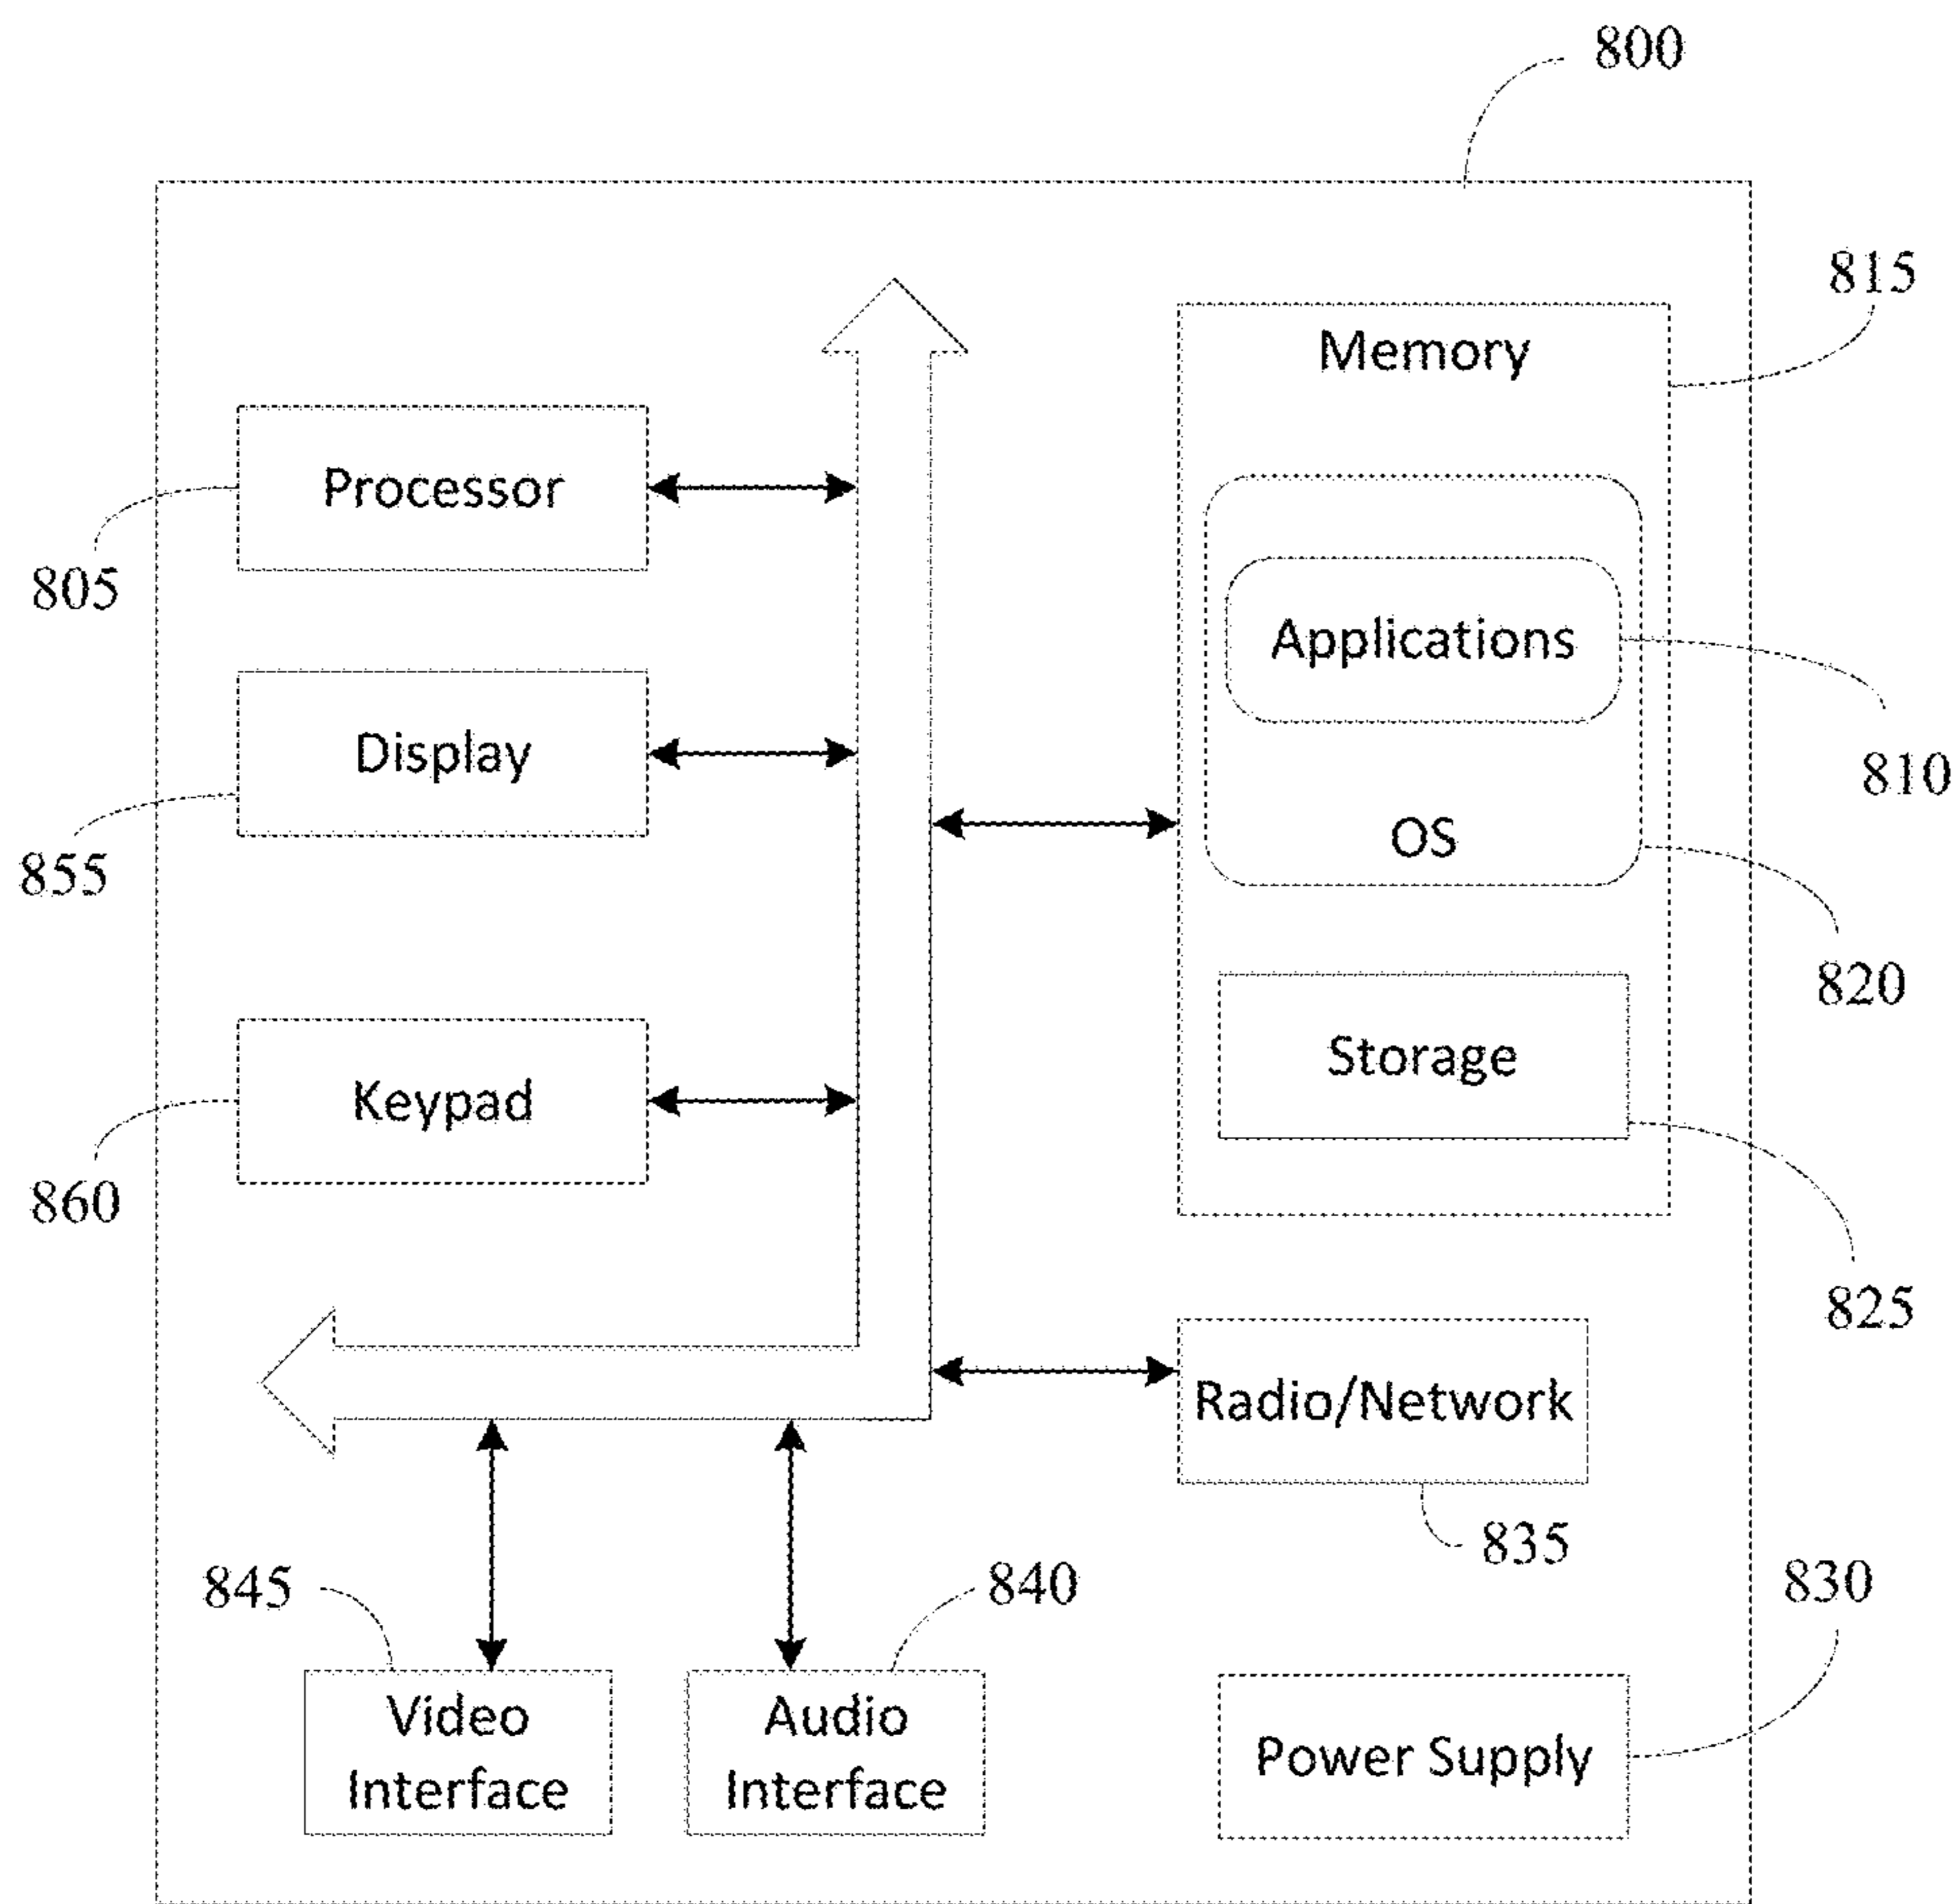 800
815
Memory
Processor
805
Applications
810
Display
855
OS
820
Storage
825
Keypad
860
Radio/Network
835
845
840
830
Video
Interface
Audio
Interface
Power Supply